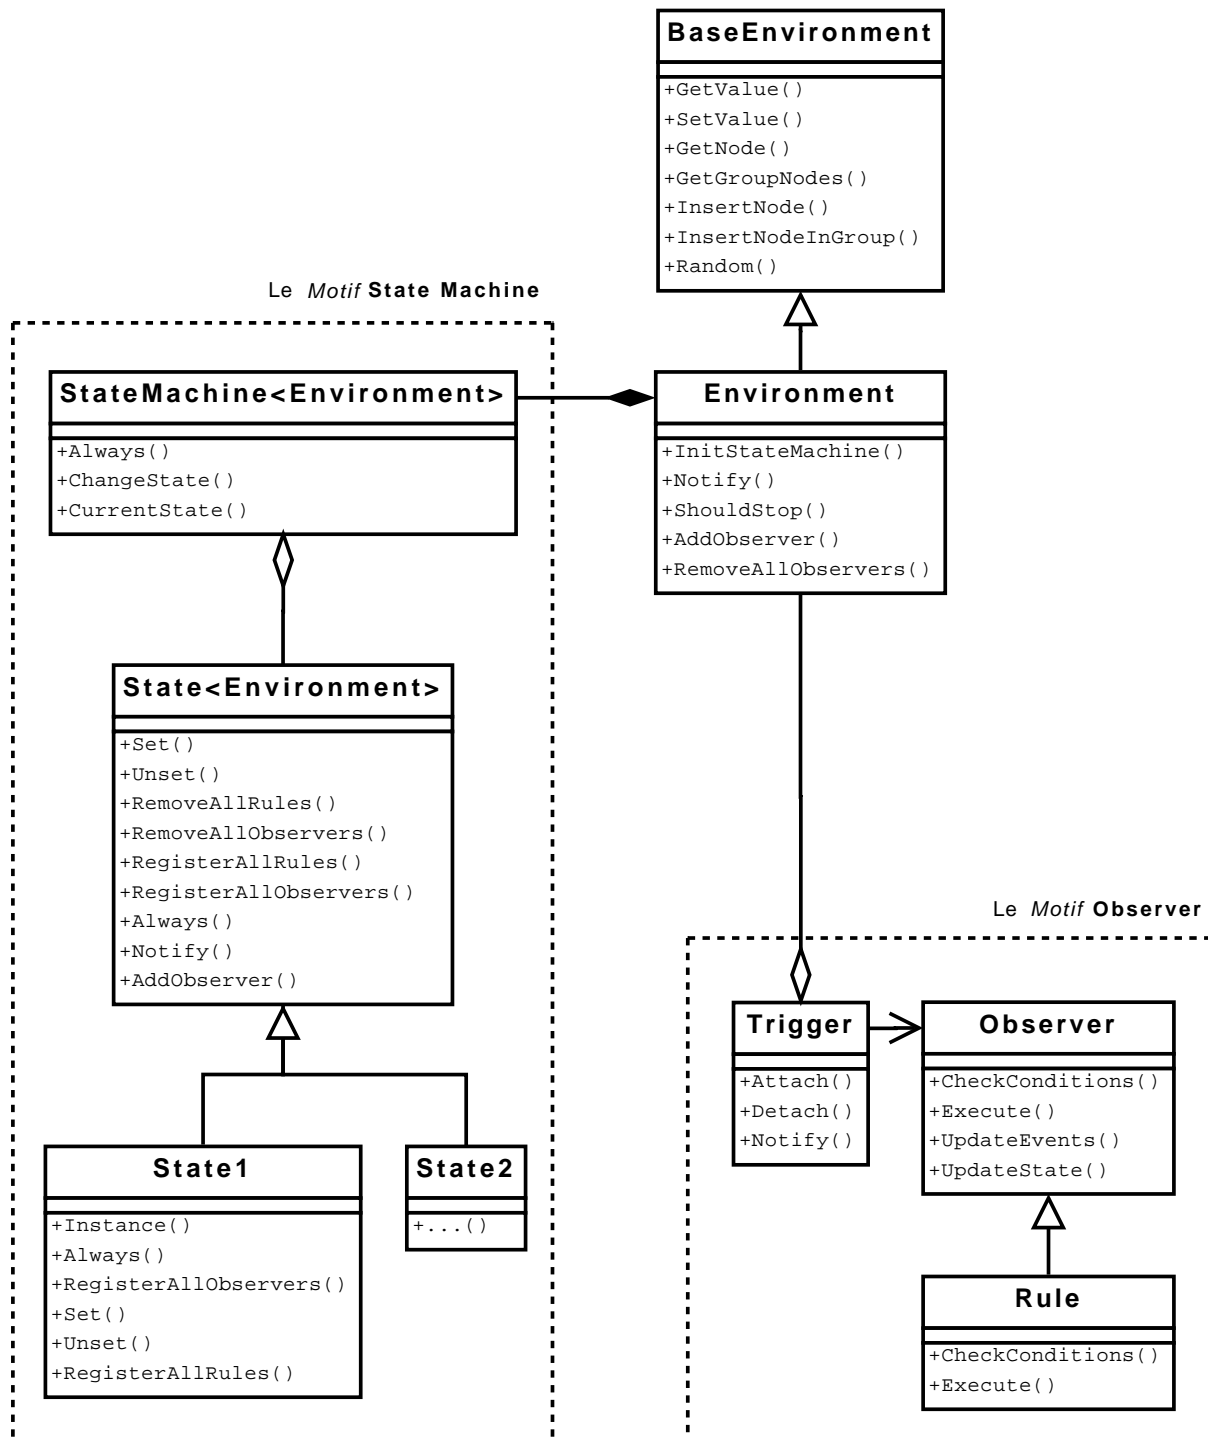 BaseEnvironment
+GetValue()
+SetValue()
+GetNode()
+GetGroupNodes()
+InsertNode()
+InsertNodeInGroup()
+Random()
Le Motif State Machine
StateMachine<Environment>
+Always()
+ChangeState()
+CurrentState()
Environment
+InitStateMachine()
+Notify()
+ShouldStop()
+AddObserver()
+RemoveAllObservers()
State<Environment>
+Set()
+Unset()
+RemoveAllRules()
+RemoveAllObservers()
+RegisterAllRules()
+RegisterAllObservers()
+Always()
+Notify()
+AddObserver()
State1
+Instance()
+Always()
+RegisterAllObservers()
+Set()
+Unset()
+RegisterAllRules()
State2
+...()
Le Motif Observer
Trigger
+Attach()
+Detach()
+Notify()
Observer
+CheckConditions()
+Execute()
+UpdateEvents()
+UpdateState()
Rule
+CheckConditions()
+Execute()